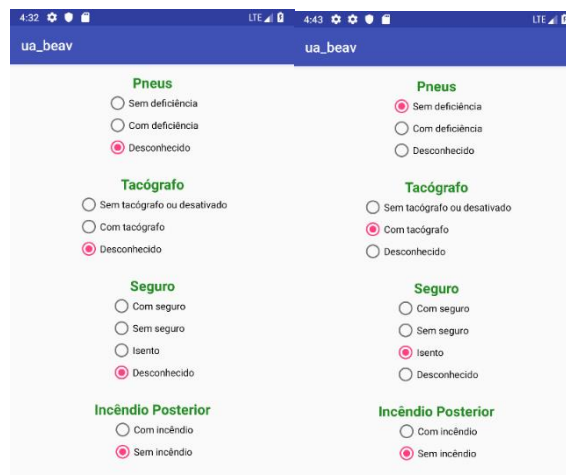 4:32
LTE
ua_beav
Pneus
Sem deficiência
Com deficiência
Desconhecido
Tacógrafo
Sem tacógrafo ou desativado
Com tacógrafo
Desconhecido
Seguro
Com seguro
Sem seguro
Isento
Desconhecido
Incêndio Posterior
Com incêndio
Sem incêndio
4:43
LTE
ua_beav
Pneus
Sem deficiência
Com deficiência
Desconhecido
Tacógrafo
Sem tacógrafo ou desativado
Com tacógrafo
Desconhecido
Seguro
Com seguro
Sem seguro
Isento
Desconhecido
Incêndio Posterior
Com incêndio
Sem incêndio